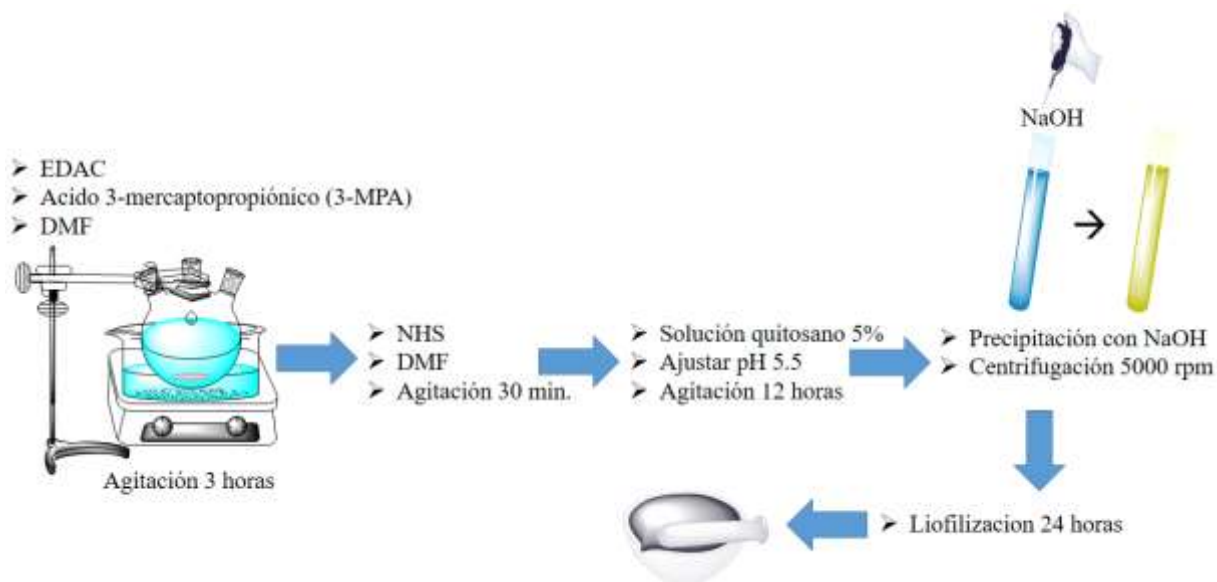 ➢ EDAC
➢ Acido 3-mercaptopropiónico (3-MPA)
➢ DMF
Agitación 3 horas
➢ NHS
➢ DMF
➢ Agitación 30 min.
➢ Solución quitosano 5%
➢ Ajustar pH 5.5
➢ Agitación 12 horas
NaOH
➢ Precipitación con NaOH
➢ Centrifugación 5000 rpm
➢ Liofilizacion 24 horas